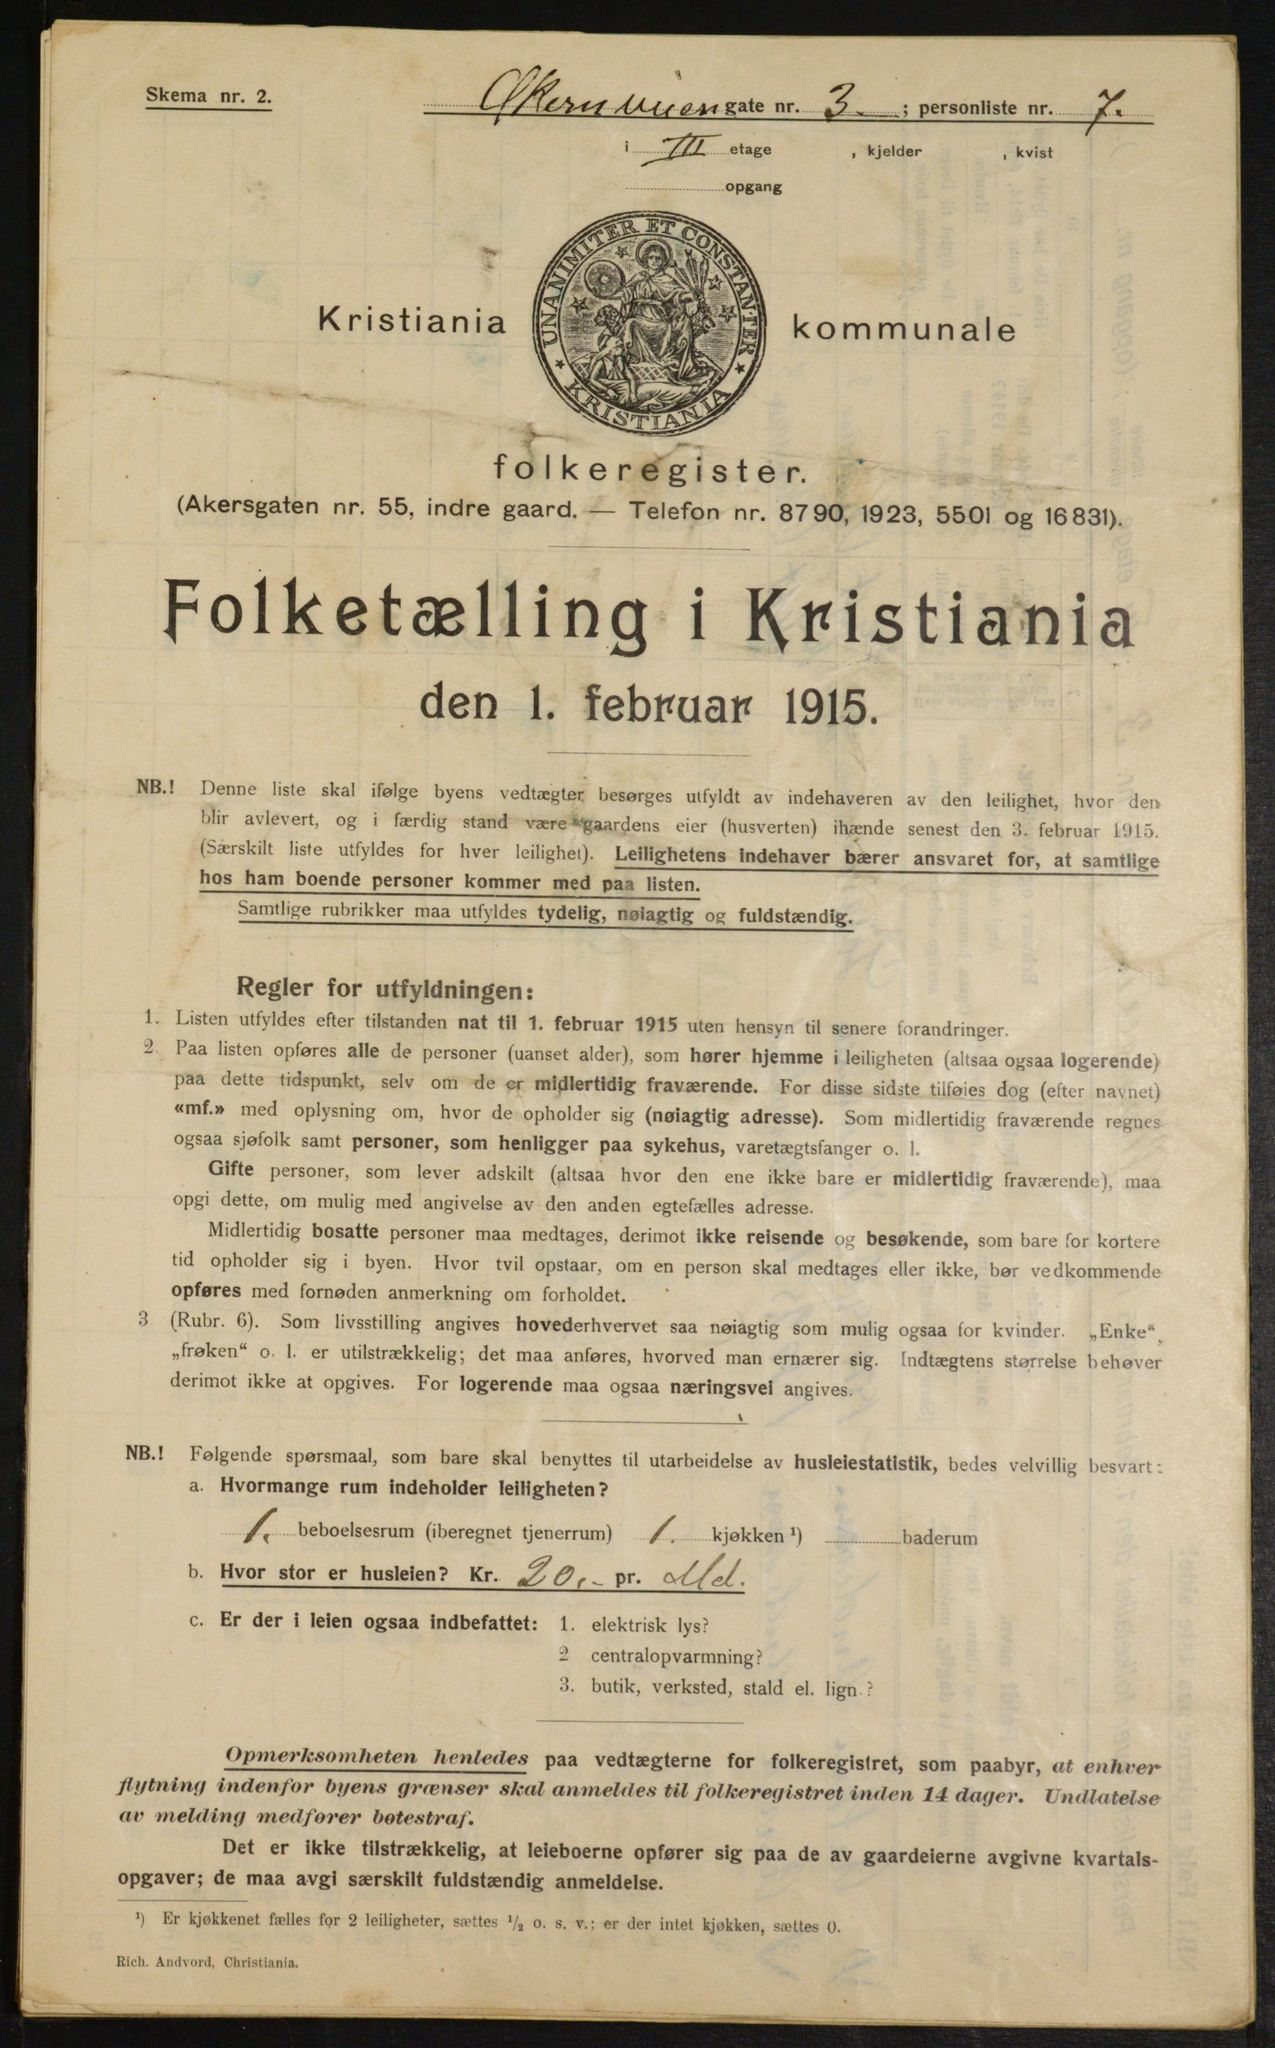 Skema nr. 2.
Økernveien gate nr. 3. ; personliste nr. 7.
i III etage , kjelder , kvist
opgang
UNANIMITER ET CONSTANTER
KRISTIANIA
Kristiania kommunale
folkeregister.
(Akersgaten nr. 55, indre gaard. — Telefon nr. 8790, 1923, 5501 og 16831).
Folketælling i Kristiania
den 1. februar 1915.
NB.! Denne liste skal ifølge byens vedtægter besørges utfyldt av indehaveren av den leilighet, hvor den
blir avlevert, og i færdig stand være gaardens eier (husverten) ihænde senest den 3. februar 1915.
(Særskilt liste utfyldes for hver leilighet). Leilighetens indehaver bærer ansvaret for, at samtlige
hos ham boende personer kommer med paa listen.
Samtlige rubrikker maa utfyldes tydelig, nøiagtig og fuldstændig.
Regler for utfyldningen:
1. Listen utfyldes efter tilstanden nat til 1. februar 1915 uten hensyn til senere forandringer.
2. Paa listen opføres alle de personer (uanset alder), som hører hjemme i leiligheten (altsaa ogsaa logerende)
paa dette tidspunkt, selv om de er midlertidig fraværende. For disse sidste tilføies dog (efter navnet)
«mf.» med oplysning om, hvor de opholder sig (nøiagtig adresse). Som midlertidig fraværende regnes
ogsaa sjøfolk samt personer, som henligger paa sykehus, varetægtsfanger o. l.
Gifte personer, som lever adskilt (altsaa hvor den ene ikke bare er midlertidig fraværende), maa
opgi dette, om mulig med angivelse av den anden egtefælles adresse.
Midlertidig bosatte personer maa medtages, derimot ikke reisende og besøkende, som bare for kortere
tid opholder sig i byen. Hvor tvil opstaar, om en person skal medtages eller ikke, bør vedkommende
opføres med fornøden anmerkning om forholdet.
3 (Rubr. 6). Som livsstilling angives hovederhvervet saa nøiagtig som mulig ogsaa for kvinder. „Enke“,
„frøken“ o. l. er utilstrækkelig; det maa anføres, hvorved man ernærer sig. Indtægtens størrelse behøver
derimot ikke at opgives. For logerende maa ogsaa næringsvei angives.
NB.! Følgende spørsmaal, som bare skal benyttes til utarbeidelse av husleiestatistik, bedes velvillig besvart:
a. Hvormange rum indeholder leiligheten?
1. beboelsesrum (iberegnet tjenerrum) 1. kjøkken ¹) baderum
b. Hvor stor er husleien? Kr. 20,- pr. Md.
c. Er der i leien ogsaa indbefattet: 1. elektrisk lys?
2 centralopvarmning?
3. butik, verksted, stald el. lign.?
Opmerksomheten henledes paa vedtægterne for folkeregistret, som paabyr, at enhver
flytning indenfor byens grænser skal anmeldes til folkeregistret inden 14 dager. Undlatelse
av melding medfører bøtestraf.
Det er ikke tilstrækkelig, at leieboerne opfører sig paa de av gaardeierne avgivne kvartals-
opgaver; de maa avgi særskilt fuldstændig anmeldelse.
¹) Er kjøkkenet fælles for 2 leiligheter, sættes ½ o. s. v.; er der intet kjøkken, sættes 0.
Rich. Andvord, Christiania.